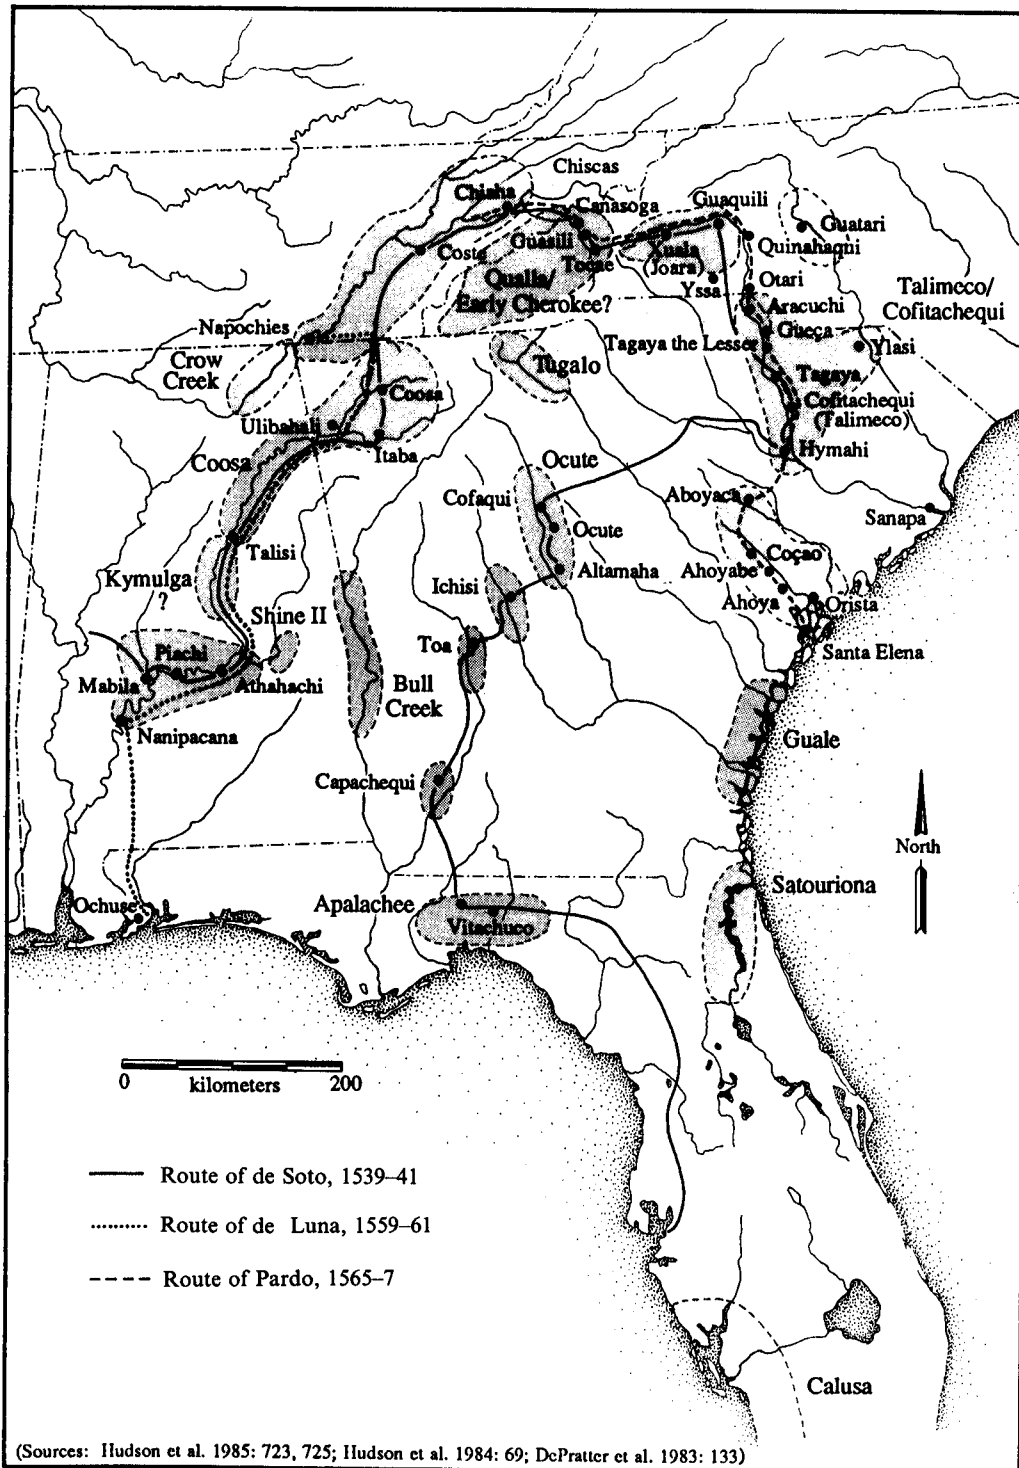 Chiscas
Chiaha
Canasoga
Guaquili
Guatari
Guasili
Quinahaqui
Coste
Xuala
(Joara)
Tocae
Qualla/
Early Cherokee?
Yssa
Otari
Talimeco/
Cofitachequi
Aracuchi
Napochies
Gueça
Tagaya the Lesser
Ylasi
Crow
Creek
Tugalo
Tagaya
Coosa
Cofitachequi
(Talimeco)
Ulibahali
Itaba
Hymahi
Coosa
Ocute
Cofaqui
Aboyaca
Sanapa
Ocute
Talisi
Coçao
Kymulga
?
Altamaha
Ahoyabe
Ichisi
Ahoya
Orista
Shine II
Toa
Santa Elena
Piachi
Mabila
Athahachi
Bull
Creek
Nanipacana
Guale
Capachequi
North
Satouriona
Ochuse
Apalachee
Vitachuco
0 kilometers 200
Route of de Soto, 1539–41
Route of de Luna, 1559–61
Route of Pardo, 1565–7
Calusa
(Sources: Hudson et al. 1985: 723, 725; Hudson et al. 1984: 69; DePratter et al. 1983: 133)